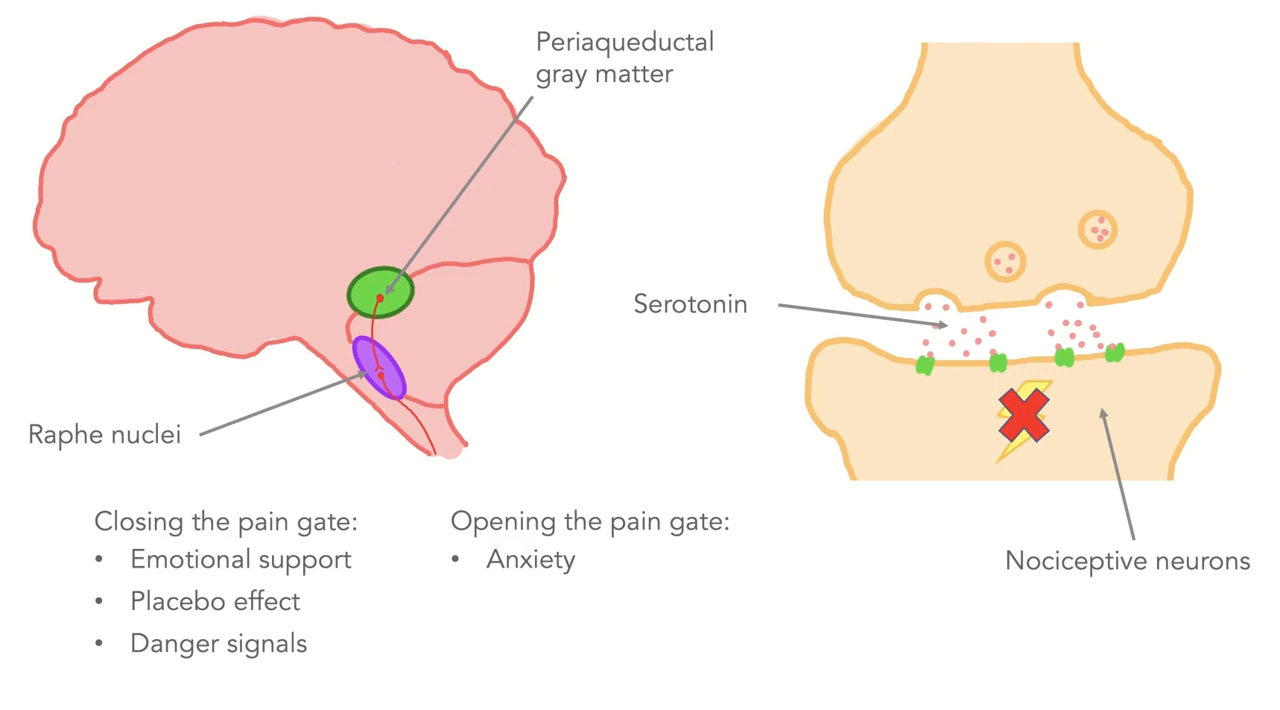 Periaqueductal
gray matter
Serotonin
Raphe nuclei
Closing the pain gate:
• Emotional support
• Placebo effect
• Danger signals
Opening the pain gate:
• Anxiety
Nociceptive neurons